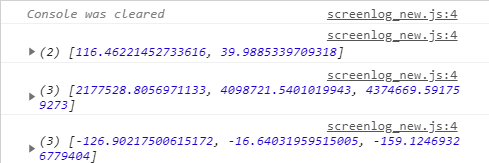 Console was cleared screenlog_new.js:4
screenlog_new.js:4
(2) [116.46221452733616, 39.9885339709318]
screenlog_new.js:4
(3) [2177528.8056971133, 4098721.5401019943, 4374669.59175
9273]
screenlog_new.js:4
(3) [-126.90217500615172, -16.64031959515005, -159.1246932
6779404]